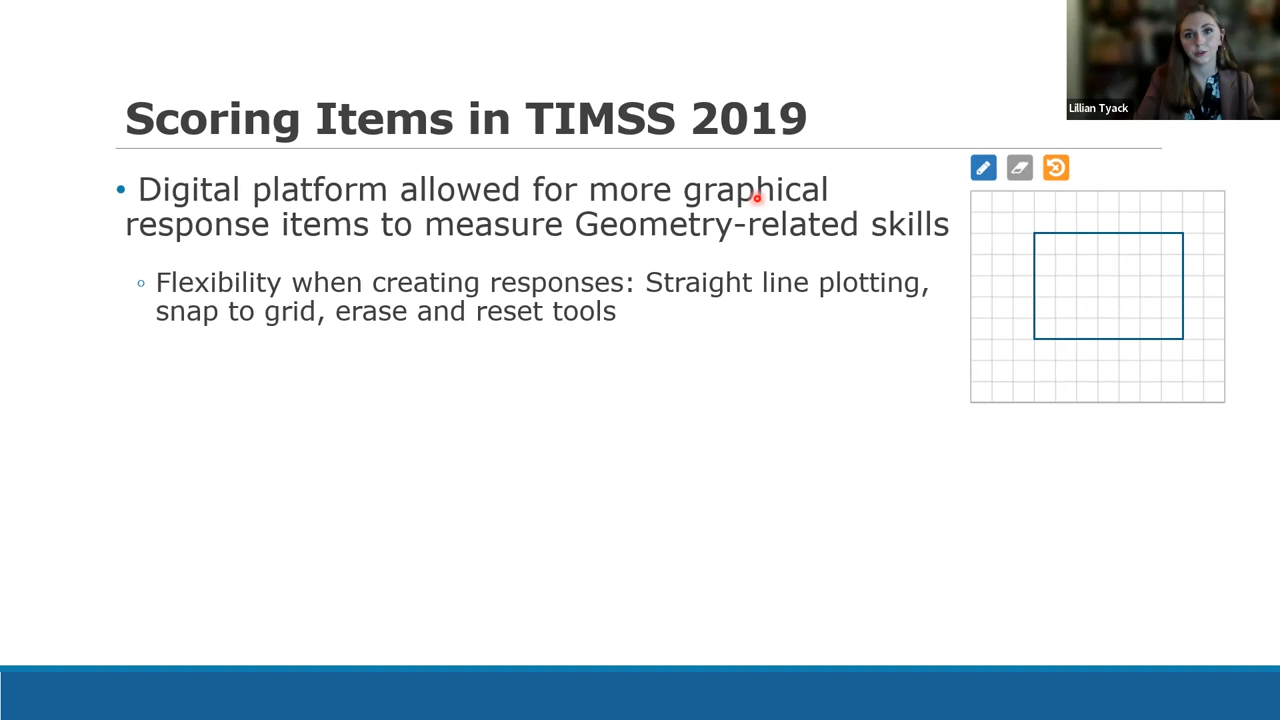 Lillian Tyack
Scoring Items in TIMSS 2019
• Digital platform allowed for more graphical
response items to measure Geometry-related skills
◦ Flexibility when creating responses: Straight line plotting,
snap to grid, erase and reset tools